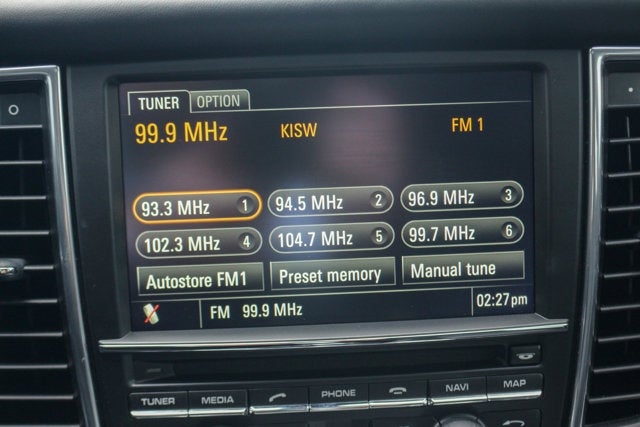 TUNER OPTION
99.9 MHz KISW FM 1
93.3 MHz 1 94.5 MHz 2 96.9 MHz 3
102.3 MHz 4 104.7 MHz 5 99.7 MHz 6
Autostore FM1 Preset memory Manual tune
FM 99.9 MHz 02:27pm
TUNER MEDIA PHONE NAVI MAP